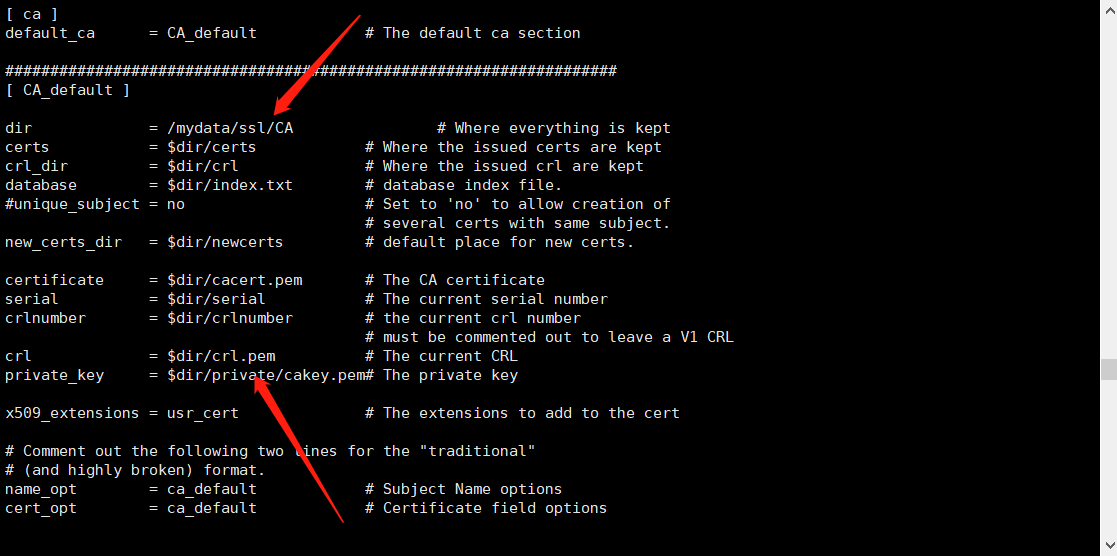 [ ca ]
default_ca      = CA_default            # The default ca section
####################################################################
[ CA_default ]
dir             = /mydata/ssl/CA                # Where everything is kept
certs           = $dir/certs            # Where the issued certs are kept
crl_dir         = $dir/crl              # Where the issued crl are kept
database        = $dir/index.txt        # database index file.
#unique_subject = no                    # Set to 'no' to allow creation of
                                        # several certs with same subject.
new_certs_dir   = $dir/newcerts         # default place for new certs.
certificate     = $dir/cacert.pem       # The CA certificate
serial          = $dir/serial           # The current serial number
crlnumber       = $dir/crlnumber        # the current crl number
                                        # must be commented out to leave a V1 CRL
crl             = $dir/crl.pem          # The current CRL
private_key     = $dir/private/cakey.pem# The private key
x509_extensions = usr_cert              # The extensions to add to the cert
# Comment out the following two lines for the "traditional"
# (and highly broken) format.
name_opt        = ca_default            # Subject Name options
cert_opt        = ca_default            # Certificate field options